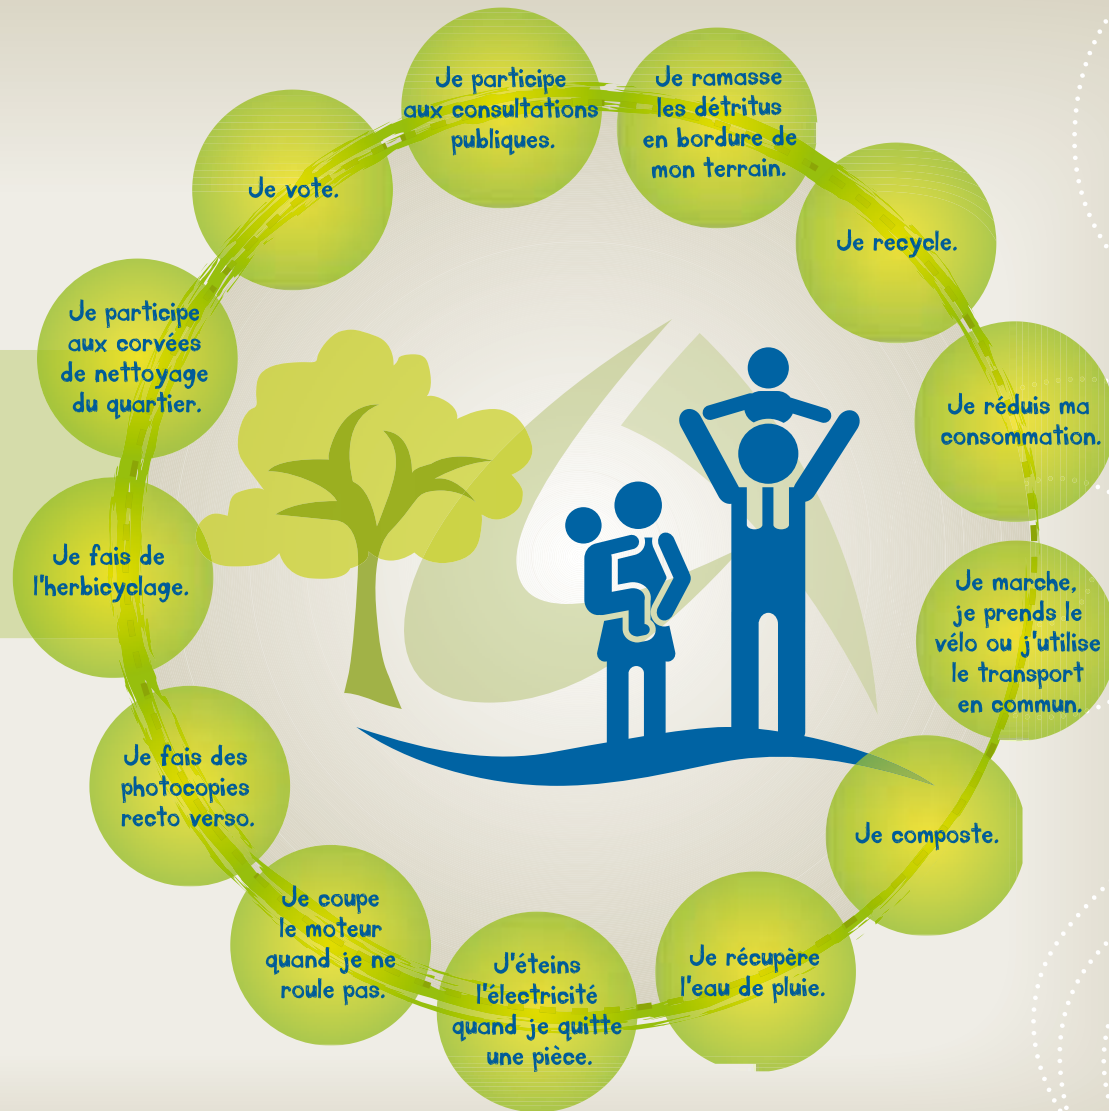 Je participe
aux consultations
publiques.
Je ramasse
les détritus
en bordure de
mon terrain.
Je recycle.
Je réduis ma
consommation.
Je marche,
je prends le
vélo ou j'utilise
le transport
en commun.
Je composte.
Je récupère
l'eau de pluie.
J'éteins
l'électricité
quand je quitte
une pièce.
Je coupe
le moteur
quand je ne
roule pas.
Je fais des
photocopies
recto verso.
Je fais de
l'herbicyclage.
Je participe
aux corvées
de nettoyage
du quartier.
Je vote.